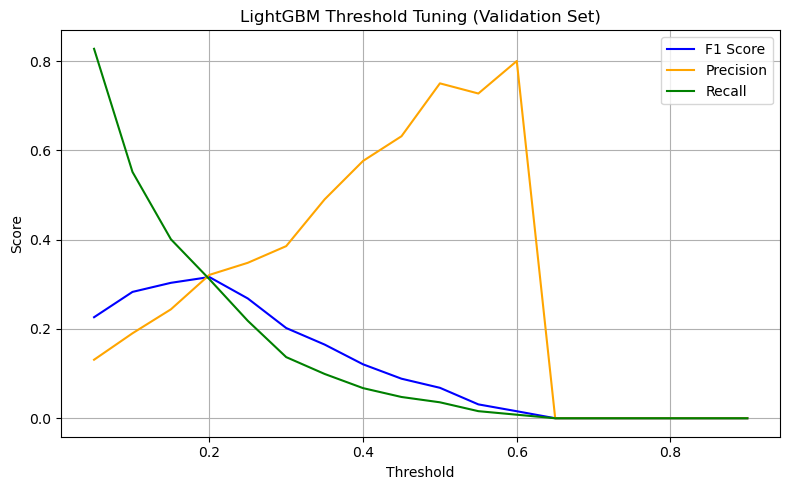 LightGBM Threshold Tuning (Validation Set)
F1 Score
Precision
Recall
Score
0.8
0.6
0.4
0.2
0.0
0.2
0.4
0.6
0.8
Threshold